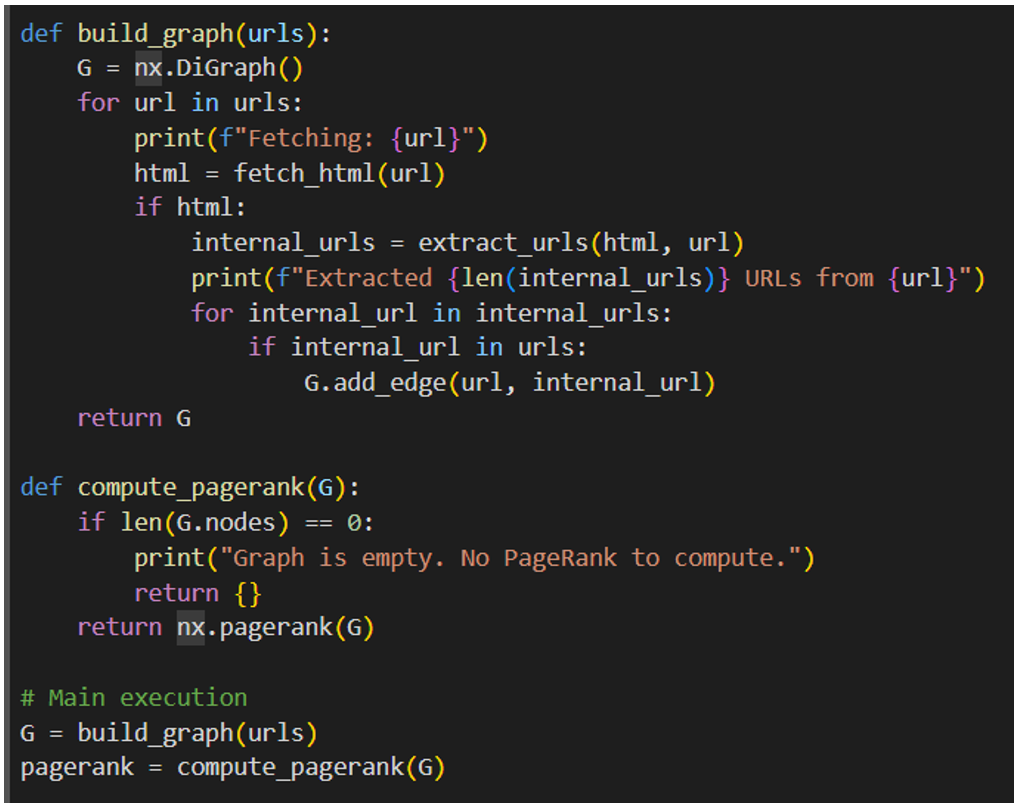 def build_graph(urls):
    G = nx.DiGraph()
    for url in urls:
        print(f"Fetching: {url}")
        html = fetch_html(url)
        if html:
            internal_urls = extract_urls(html, url)
            print(f"Extracted {len(internal_urls)} URLs from {url}")
            for internal_url in internal_urls:
                if internal_url in urls:
                    G.add_edge(url, internal_url)
    return G

def compute_pagerank(G):
    if len(G.nodes) == 0:
        print("Graph is empty. No PageRank to compute.")
        return {}
    return nx.pagerank(G)

# Main execution
G = build_graph(urls)
pagerank = compute_pagerank(G)